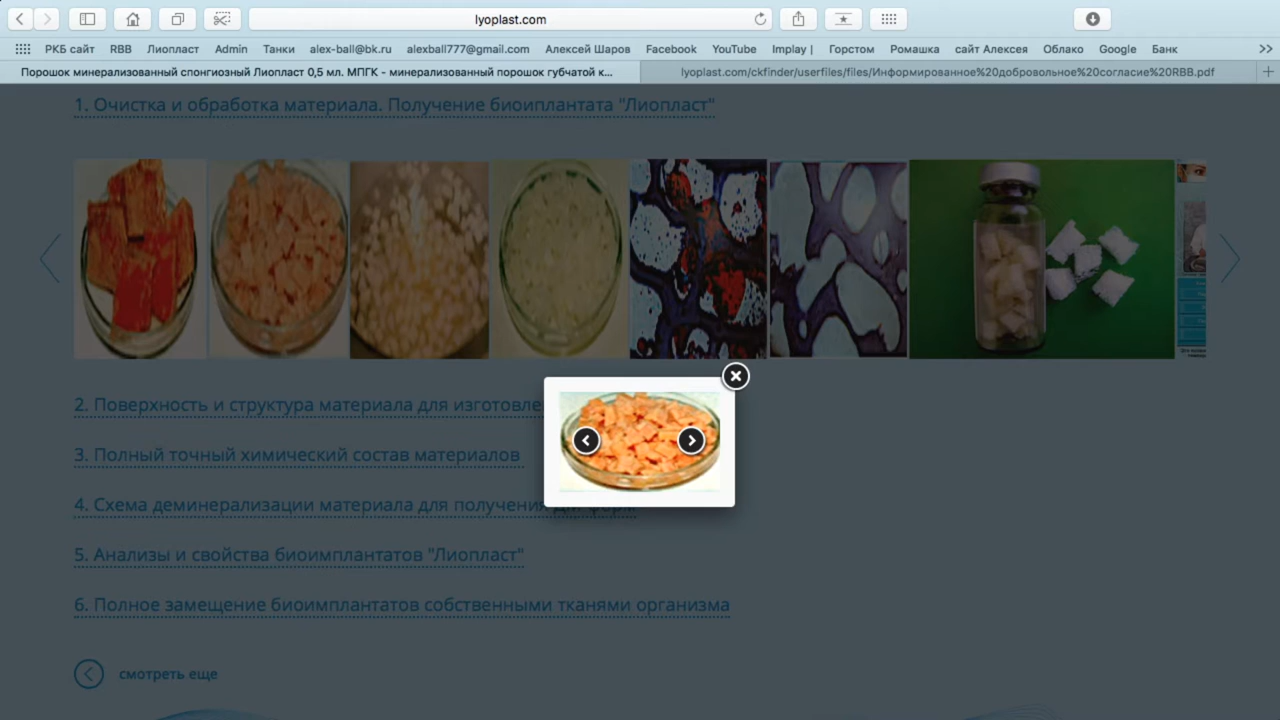 lyoplast.com
РКБ сайт RBB Лиопласт Admin Танки alex-ball@bk.ru alexball777@gmail.com Алексей Шаров Facebook YouTube Implay | Горстом Ромашка сайт Алексея Облако Google Банк
Порошок минерализованный спонгиозный Лиопласт 0,5 мл. МПГК - минерализованный порошок губчатой к... lyoplast.com/ckfinder/userfiles/files/Информированное%20добровольное%20согласие%20RBB.pdf
1. Очистка и обработка материала. Получение биоиплантата "Лиопласт"
2. Поверхность и структура материала для
3. Полный точный химический состав материалов
4. Схема деминерализации материала для
5. Анализы и свойства биоимплантатов "Лиопласт"
6. Полное замещение биоимплантатов собственными тканями организма
смотреть еще